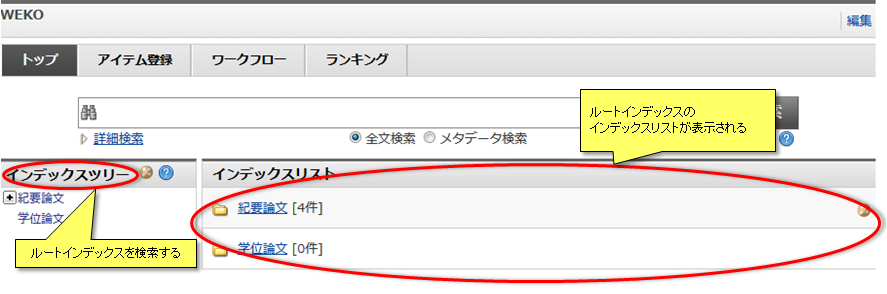 WEKO
編集
トップ アイテム登録 ワークフロー ランキング
ルートインデックスの
インデックスリストが表示される
詳細検索 全文検索 メタデータ検索
インデックスツリー
紀要論文
学位論文
ルートインデックスを検索する
インデックスリスト
紀要論文 [4件]
学位論文 [0件]